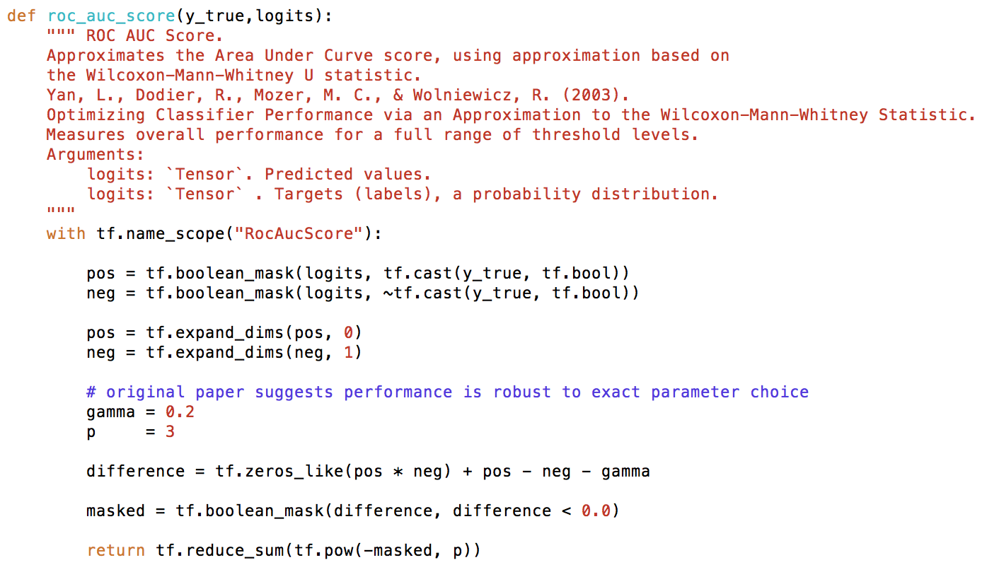 def roc_auc_score(y_true,logits):
    """ ROC AUC Score.
    Approximates the Area Under Curve score, using approximation based on
    the Wilcoxon-Mann-Whitney U statistic.
    Yan, L., Dodier, R., Mozer, M. C., & Wolniewicz, R. (2003).
    Optimizing Classifier Performance via an Approximation to the Wilcoxon-Mann-Whitney Statistic.
    Measures overall performance for a full range of threshold levels.
    Arguments:
        logits: `Tensor`. Predicted values.
        logits: `Tensor` . Targets (labels), a probability distribution.
    """
    with tf.name_scope("RocAucScore"):

        pos = tf.boolean_mask(logits, tf.cast(y_true, tf.bool))
        neg = tf.boolean_mask(logits, ~tf.cast(y_true, tf.bool))

        pos = tf.expand_dims(pos, 0)
        neg = tf.expand_dims(neg, 1)

        # original paper suggests performance is robust to exact parameter choice
        gamma = 0.2
        p     = 3

        difference = tf.zeros_like(pos * neg) + pos - neg - gamma

        masked = tf.boolean_mask(difference, difference < 0.0)

        return tf.reduce_sum(tf.pow(-masked, p))